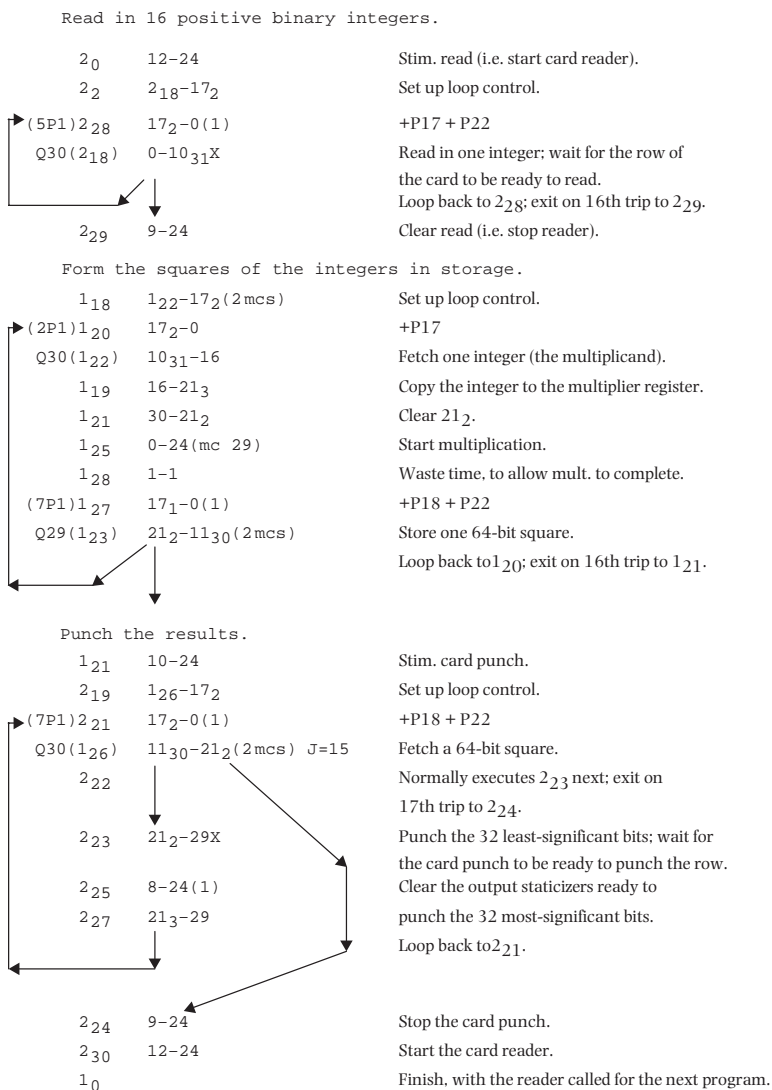 Read in 16 positive binary integers.
2₀ 12–24 Stim. read (i.e. start card reader).
2₂ 2₁₈–17₂ Set up loop control.
(5P1)2₂₈ 17₂–0(1) +P17 + P22
Q30(2₁₈) 0–10₃₁X Read in one integer; wait for the row of
the card to be ready to read.
Loop back to 2₂₈; exit on 16th trip to 2₂₉.
2₂₉ 9–24 Clear read (i.e. stop reader).
Form the squares of the integers in storage.
1₁₈ 1₂₂–17₂(2mcs) Set up loop control.
(2P1)1₂₀ 17₂–0 +P17
Q30(1₂₂) 10₃₁–16 Fetch one integer (the multiplicand).
1₁₉ 16–21₃ Copy the integer to the multiplier register.
1₂₁ 30–21₂ Clear 21₂.
1₂₅ 0–24(mc 29) Start multiplication.
1₂₈ 1–1 Waste time, to allow mult. to complete.
(7P1)1₂₇ 17₁–0(1) +P18 + P22
Q29(1₂₃) 21₂–11₃₀(2mcs) Store one 64-bit square.
Loop back to1₂₀; exit on 16th trip to 1₂₁.
Punch the results.
1₂₁ 10–24 Stim. card punch.
2₁₉ 1₂₆–17₂ Set up loop control.
(7P1)2₂₁ 17₂–0(1) +P18 + P22
Q30(1₂₆) 11₃₀–21₂(2mcs) J=15 Fetch a 64-bit square.
2₂₂ Normally executes 2₂₃ next; exit on
17th trip to 2₂₄.
2₂₃ 21₂–29X Punch the 32 least-significant bits; wait for
the card punch to be ready to punch the row.
2₂₅ 8–24(1) Clear the output staticizers ready to
2₂₇ 21₃–29 punch the 32 most-significant bits.
Loop back to2₂₁.
2₂₄ 9–24 Stop the card punch.
2₃₀ 12–24 Start the card reader.
1₀ Finish, with the reader called for the next program.